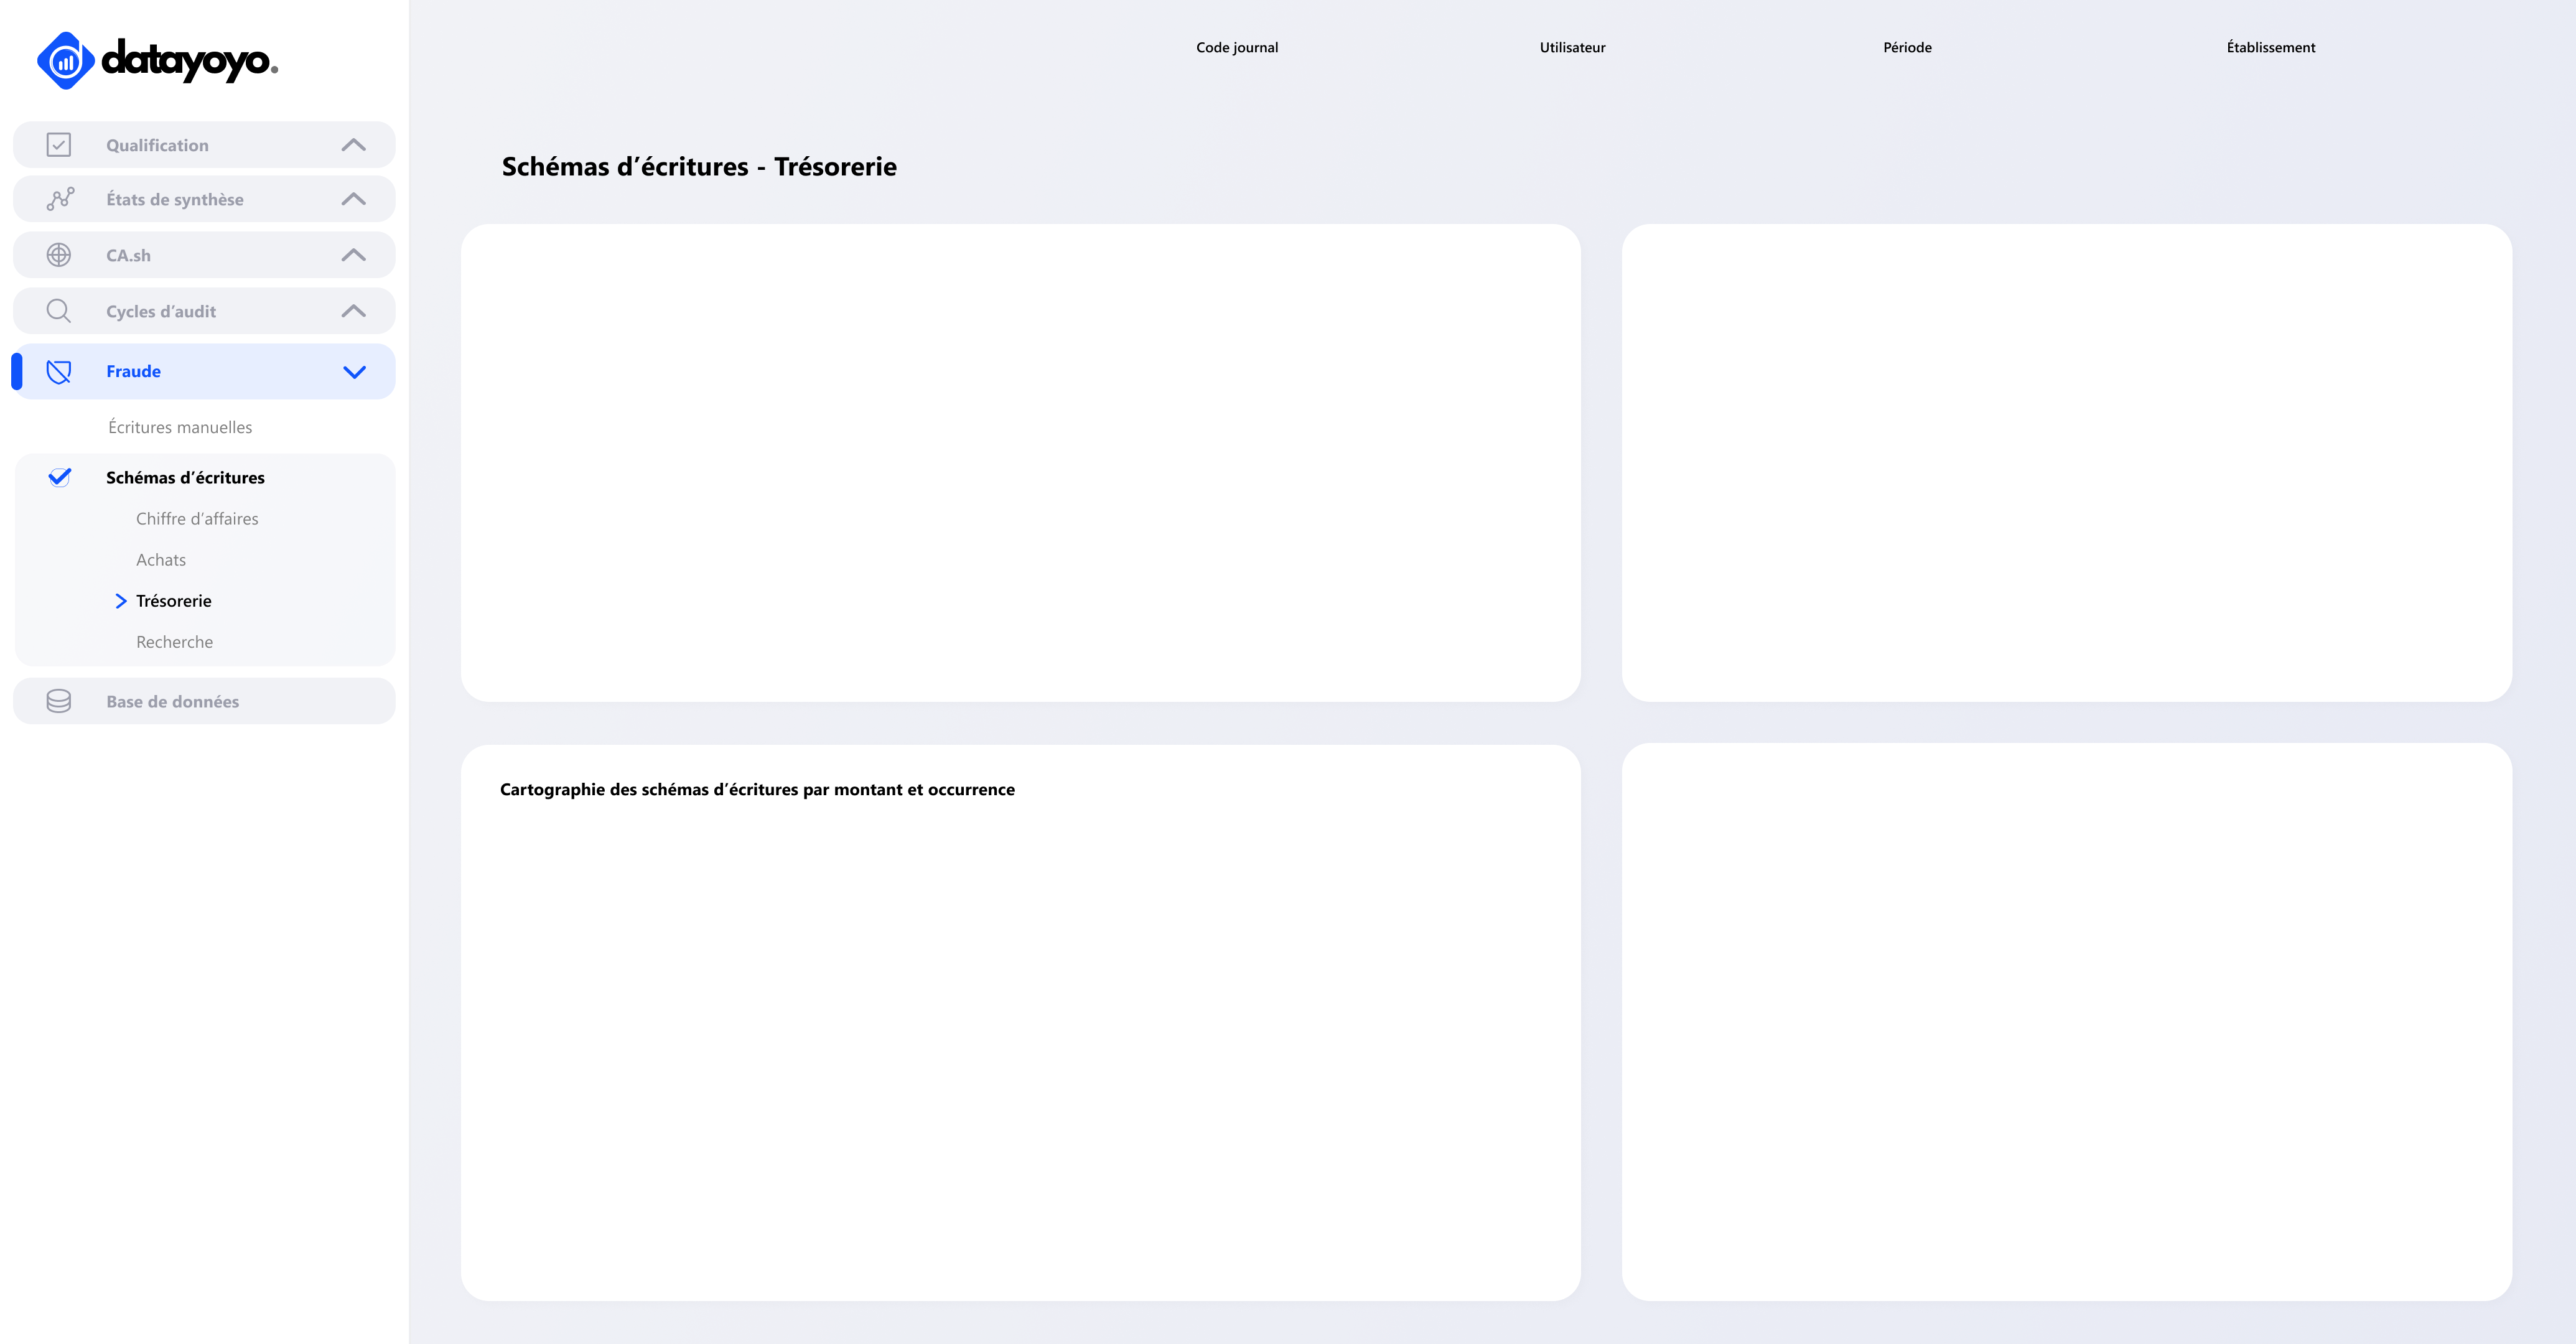 datayoyo.
Qualification
États de synthèse
CA.sh
Cycles d’audit
Fraude
Écritures manuelles
Schémas d’écritures
Chiffre d’affaires
Achats
Trésorerie
Recherche
Base de données
Code journal
Utilisateur
Période
Établissement
Schémas d’écritures - Trésorerie
Cartographie des schémas d’écritures par montant et occurrence